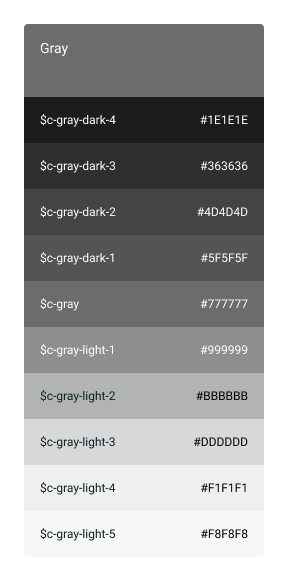 Gray
$c-gray-dark-4 #1E1E1E
$c-gray-dark-3 #363636
$c-gray-dark-2 #4D4D4D
$c-gray-dark-1 #5F5F5F
$c-gray #777777
$c-gray-light-1 #999999
$c-gray-light-2 #BBBBBB
$c-gray-light-3 #DDDDDD
$c-gray-light-4 #F1F1F1
$c-gray-light-5 #F8F8F8